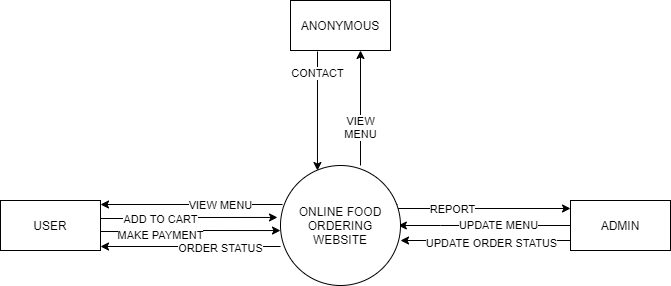 ANONYMOUS
CONTACT
VIEW
MENU
VIEW MENU
USER
ADD TO CART
MAKE PAYMENT
ORDER STATUS
ONLINE FOOD
ORDERING
WEBSITE
REPORT
UPDATE MENU
ADMIN
UPDATE ORDER STATUS